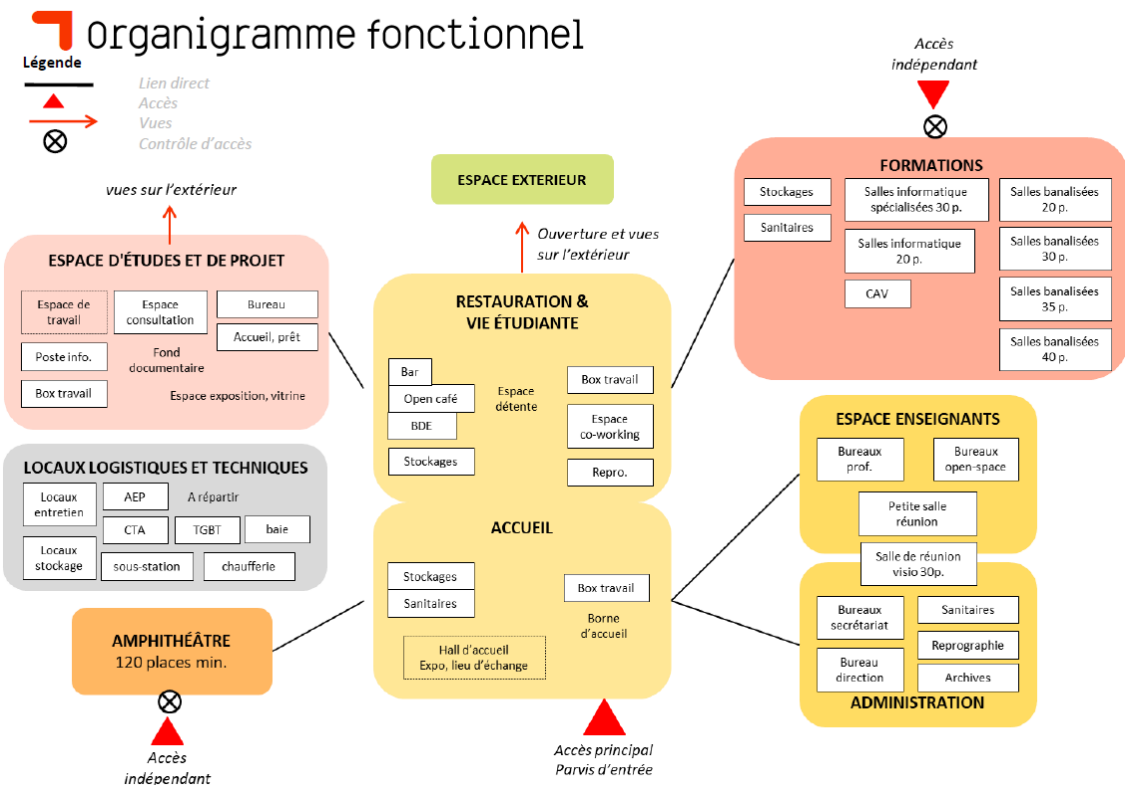 Organigramme fonctionnel
Légende
Lien direct
Accès
Vues
Contrôle d'accès
vues sur l'extérieur
ESPACE EXTERIEUR
Ouverture et vues
sur l'extérieur
Accès
indépendant
ESPACE D'ÉTUDES ET DE PROJET
Espace de
travail
Espace
consultation
Bureau
Accueil, prêt
Poste info.
Fond
documentaire
Box travail
Espace exposition, vitrine
RESTAURATION &
VIE ÉTUDIANTE
Bar
Open café
BDE
Stockages
Espace
détente
Box travail
Espace
co-working
Repro.
FORMATIONS
Stockages
Sanitaires
Salles informatique
spécialisées 30 p.
Salles informatique
20 p.
CAV
Salles banalisées
20 p.
Salles banalisées
30 p.
Salles banalisées
35 p.
Salles banalisées
40 p.
LOCAUX LOGISTIQUES ET TECHNIQUES
Locaux
entretien
AEP
A répartir
CTA
TGBT
baie
Locaux
stockage
sous-station
chaufferie
ACCUEIL
Stockages
Sanitaires
Box travail
Borne
d'accueil
Hall d'accueil
Expo, lieu d'échange
ESPACE ENSEIGNANTS
Bureaux
prof.
Bureaux
open-space
Petite salle
réunion
Salle de réunion
visio 30p.
Bureaux
secrétariat
Sanitaires
Reprographie
Bureau
direction
Archives
ADMINISTRATION
AMPHITHÉÂTRE
120 places min.
Accès
indépendant
Accès principal
Parvis d'entrée